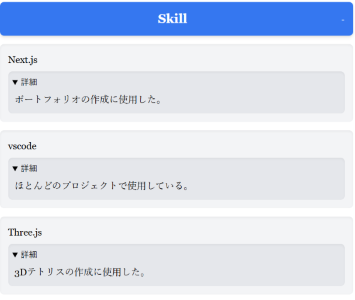 Skill
-
Next.js
▼ 詳細
ポートフォリオの作成に使用した。
vscode
▼ 詳細
ほとんどのプロジェクトで使用している。
Three.js
▼ 詳細
3Dテトリスの作成に使用した。